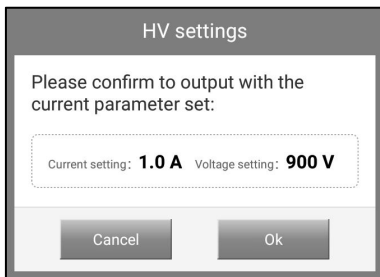 HV settings
Please confirm to output with the
current parameter set:
Current setting: 1.0 A Voltage setting: 900 V
Cancel Ok